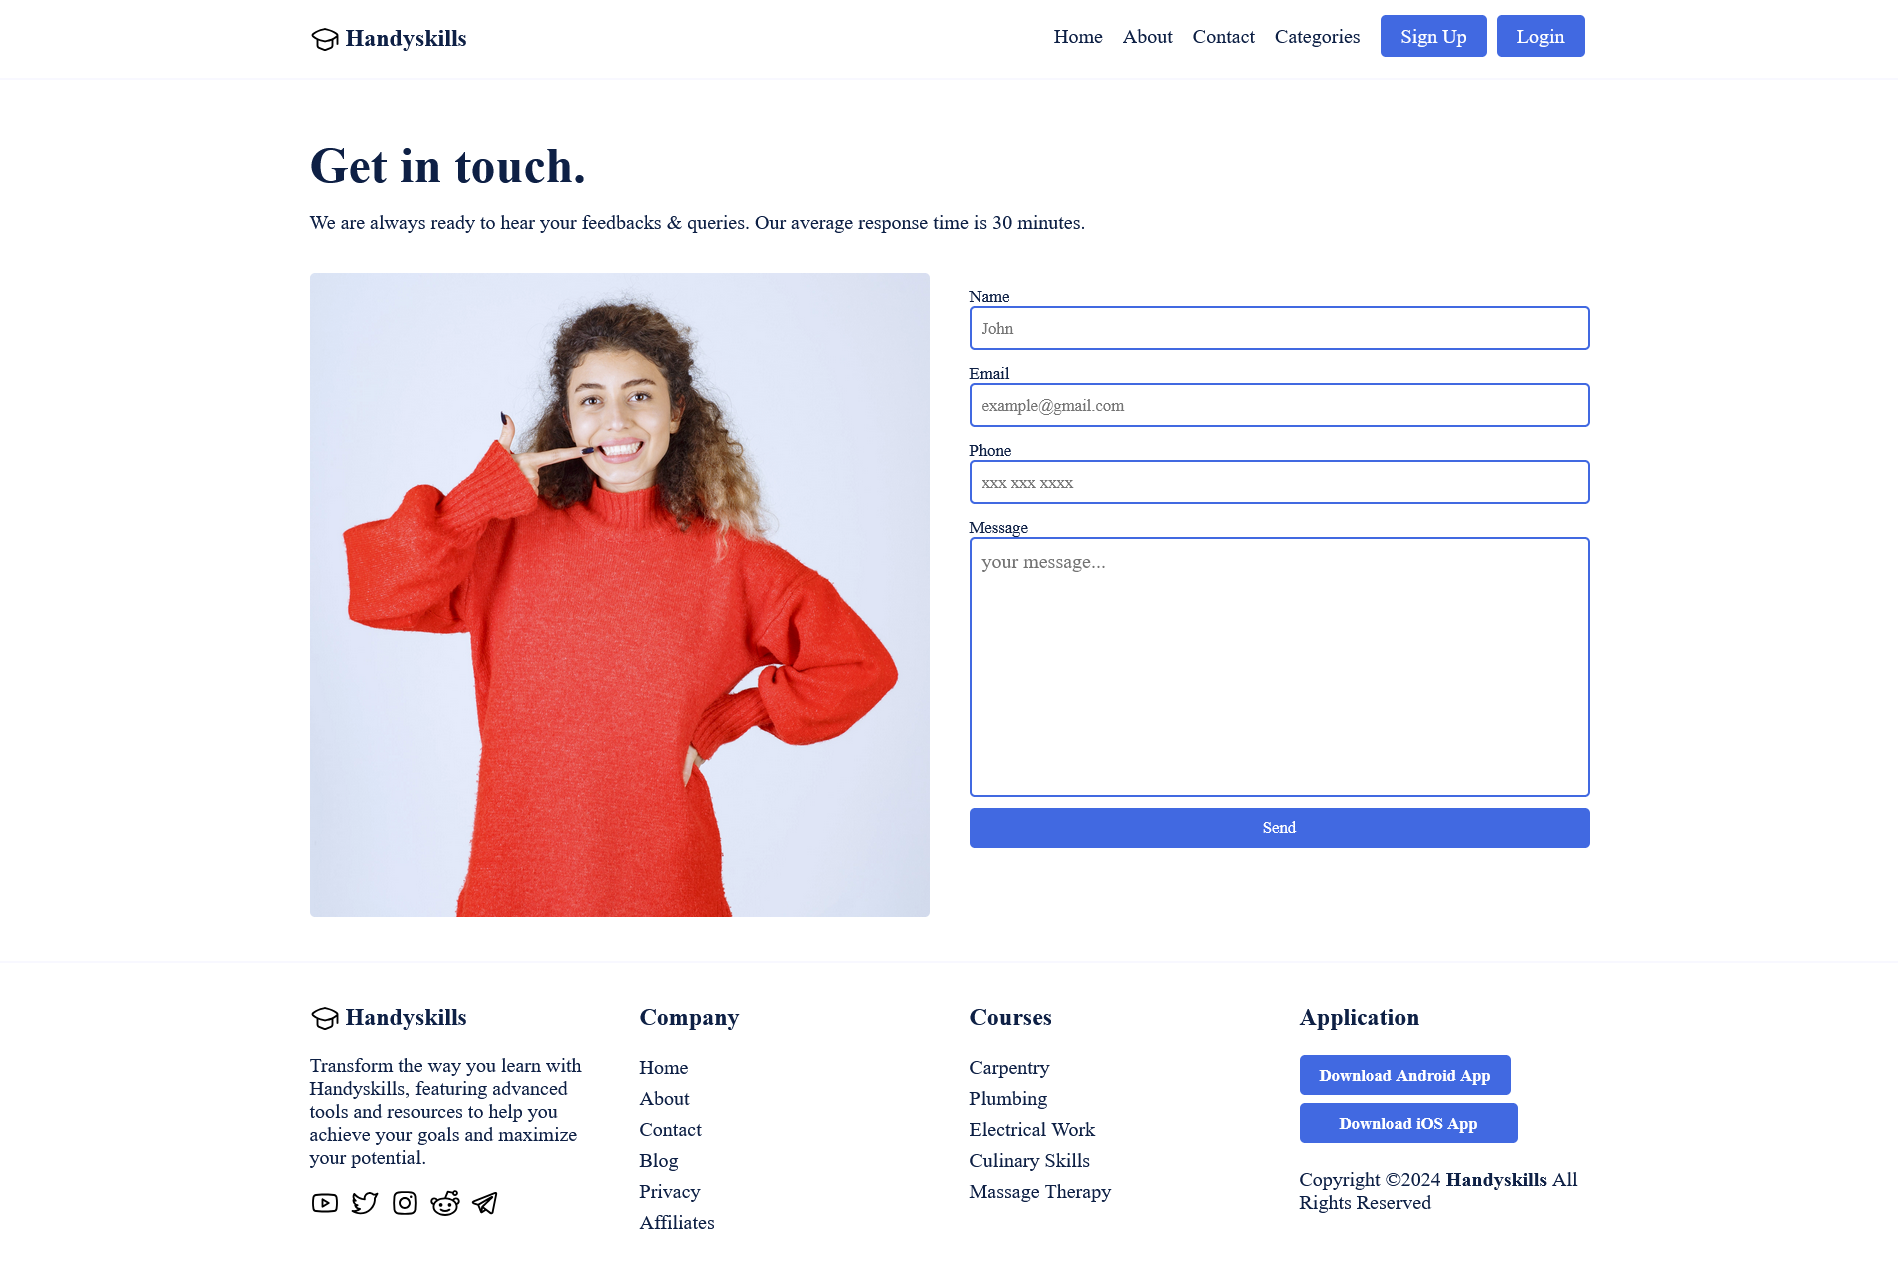 Handyskills
Home About Contact Categories Sign Up Login
Get in touch.
We are always ready to hear your feedbacks & queries. Our average response time is 30 minutes.
Name
John
Email
example@gmail.com
Phone
xxx xxx xxxx
Message
your message...
Send
Handyskills
Transform the way you learn with
Handyskills, featuring advanced
tools and resources to help you
achieve your goals and maximize
your potential.
Company
Home
About
Contact
Blog
Privacy
Affiliates
Courses
Carpentry
Plumbing
Electrical Work
Culinary Skills
Massage Therapy
Application
Download Android App
Download iOS App
Copyright ©2024 Handyskills All
Rights Reserved